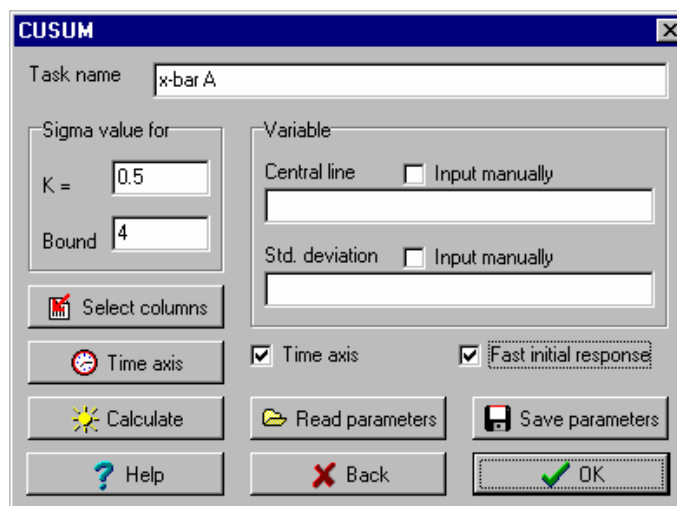 CUSUM
Task name x-bar A
Sigma value for
K = 0.5
Bound 4
Variable
Central line Input manually
Std. deviation Input manually
Select columns
Time axis
Time axis Fast initial response
Calculate
Read parameters
Save parameters
Help
Back
OK